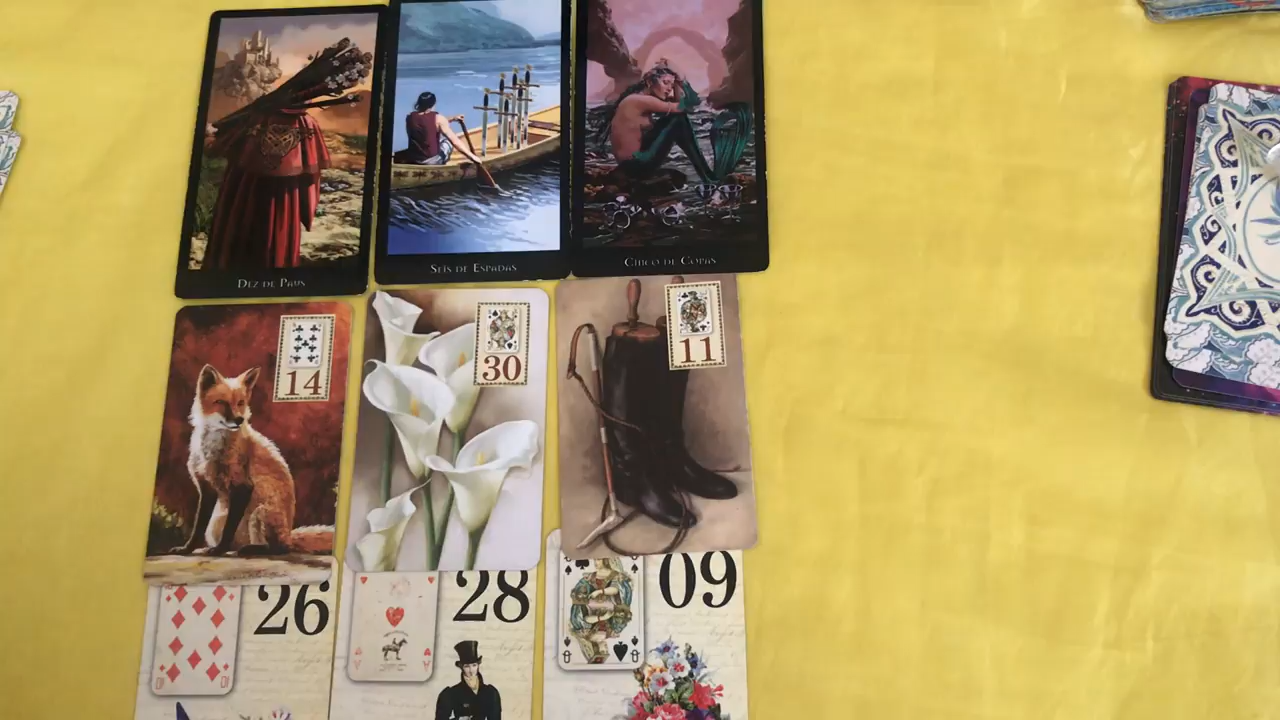 DEZ DE PAUS
SEIS DE ESPADAS
CINCO DE COPAS
14
30
11
26
28
09